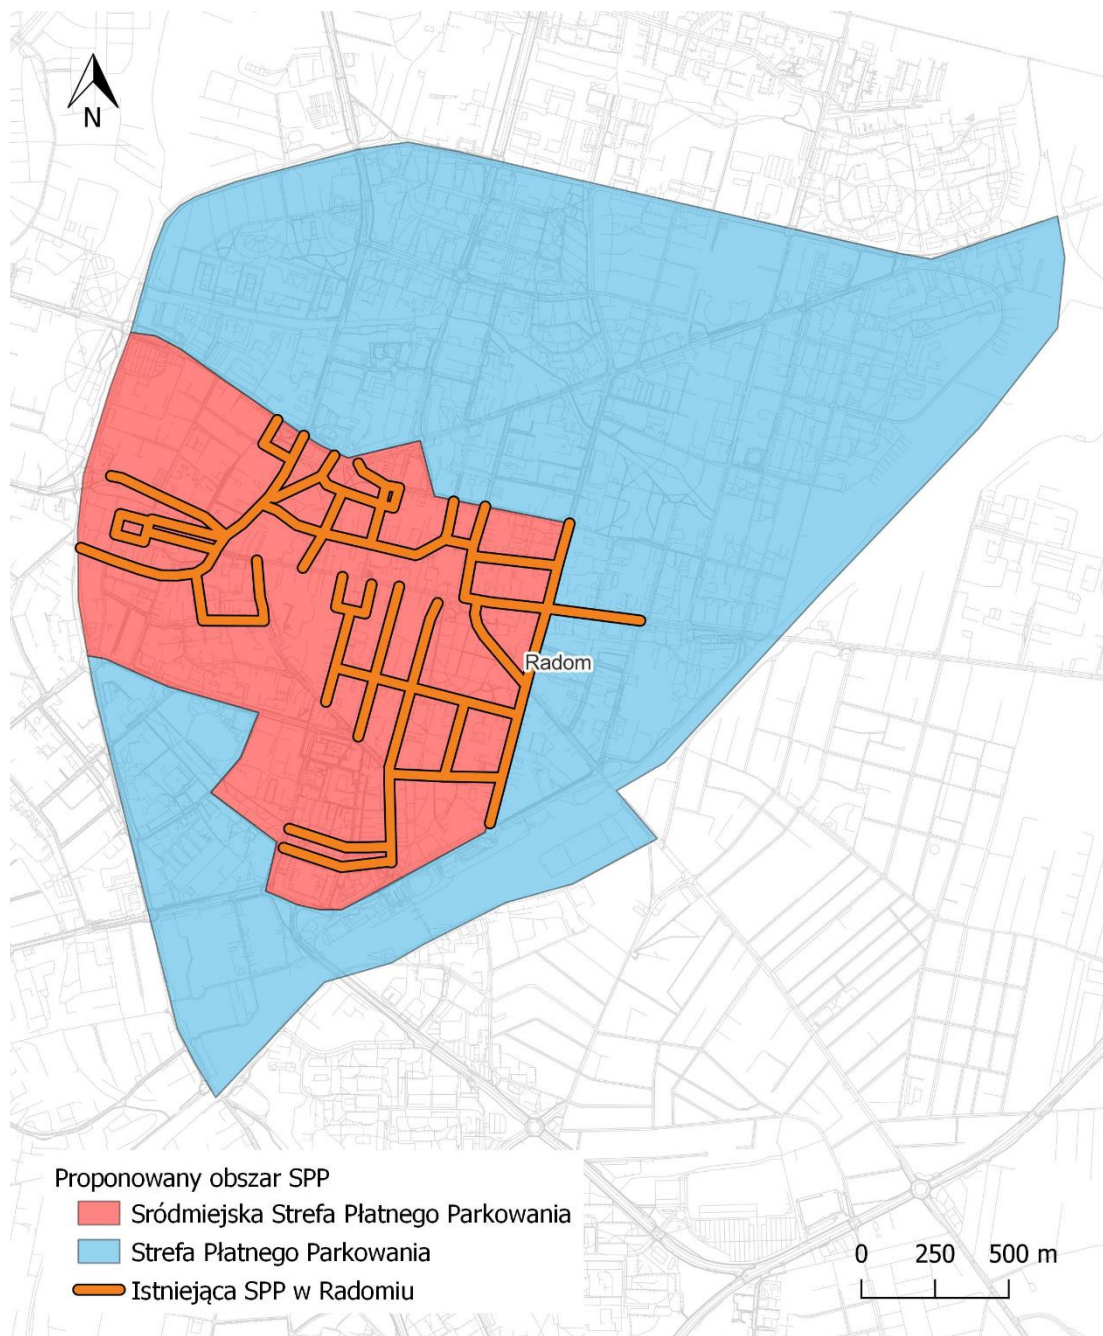 N
Radom
Proponowany obszar SPP
Sródmiejska Strefa Płatnego Parkowania
Strefa Płatnego Parkowania
Istniejąca SPP w Radomiu
0 250 500 m